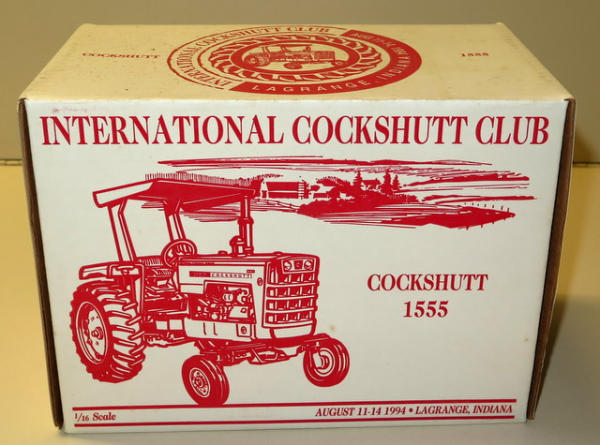 INTERNATIONAL COCKSHUTT CLUB
LAGRANGE, INDIANA
COCKSHUTT
1555
INTERNATIONAL COCKSHUTT CLUB
COCKSHUTT
COCKSHUTT
1555
1/16 Scale
AUGUST 11-14 1994 • LAGRANGE, INDIANA